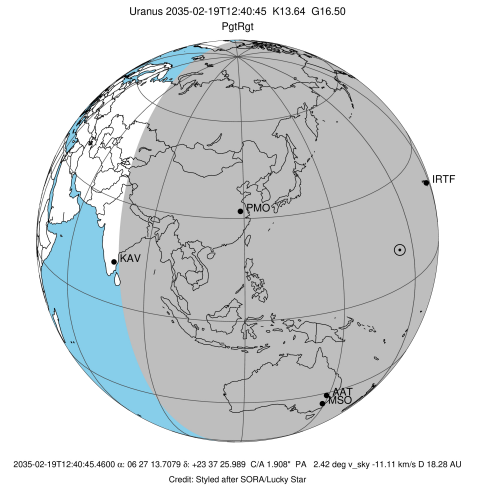 Uranus 2035-02-19T12:40:45  K13.64  G16.50
PgtRgt
IRTF
PMO
KAV
AAT
MSO
2035-02-19T12:40:45.4600 α: 06 27 13.7079 δ: +23 37 25.989  C/A 1.908"  PA   2.42 deg v_sky -11.11 km/s D 18.28 AU
Credit: Styled after SORA/Lucky Star